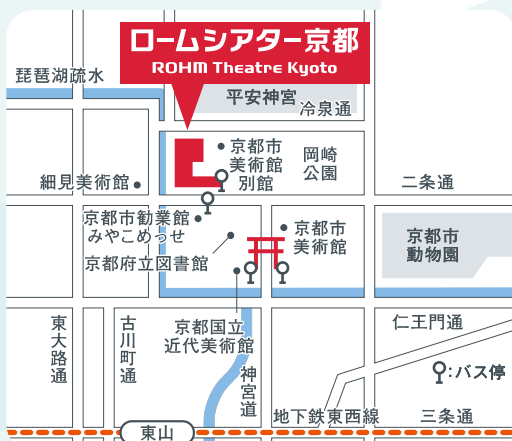 ロームシアター京都
ROHM Theatre Kyoto
琵琶湖疏水
平安神宮
冷泉通
京都市
美術館
別館
岡崎
公園
細見美術館
二条通
京都市勧業館
みやこめっせ
京都市
美術館
京都市
動物園
京都府立図書館
京都国立
近代美術館
東大路通
古川町通
神宮道
仁王門通
:バス停
地下鉄東西線
三条通
東山